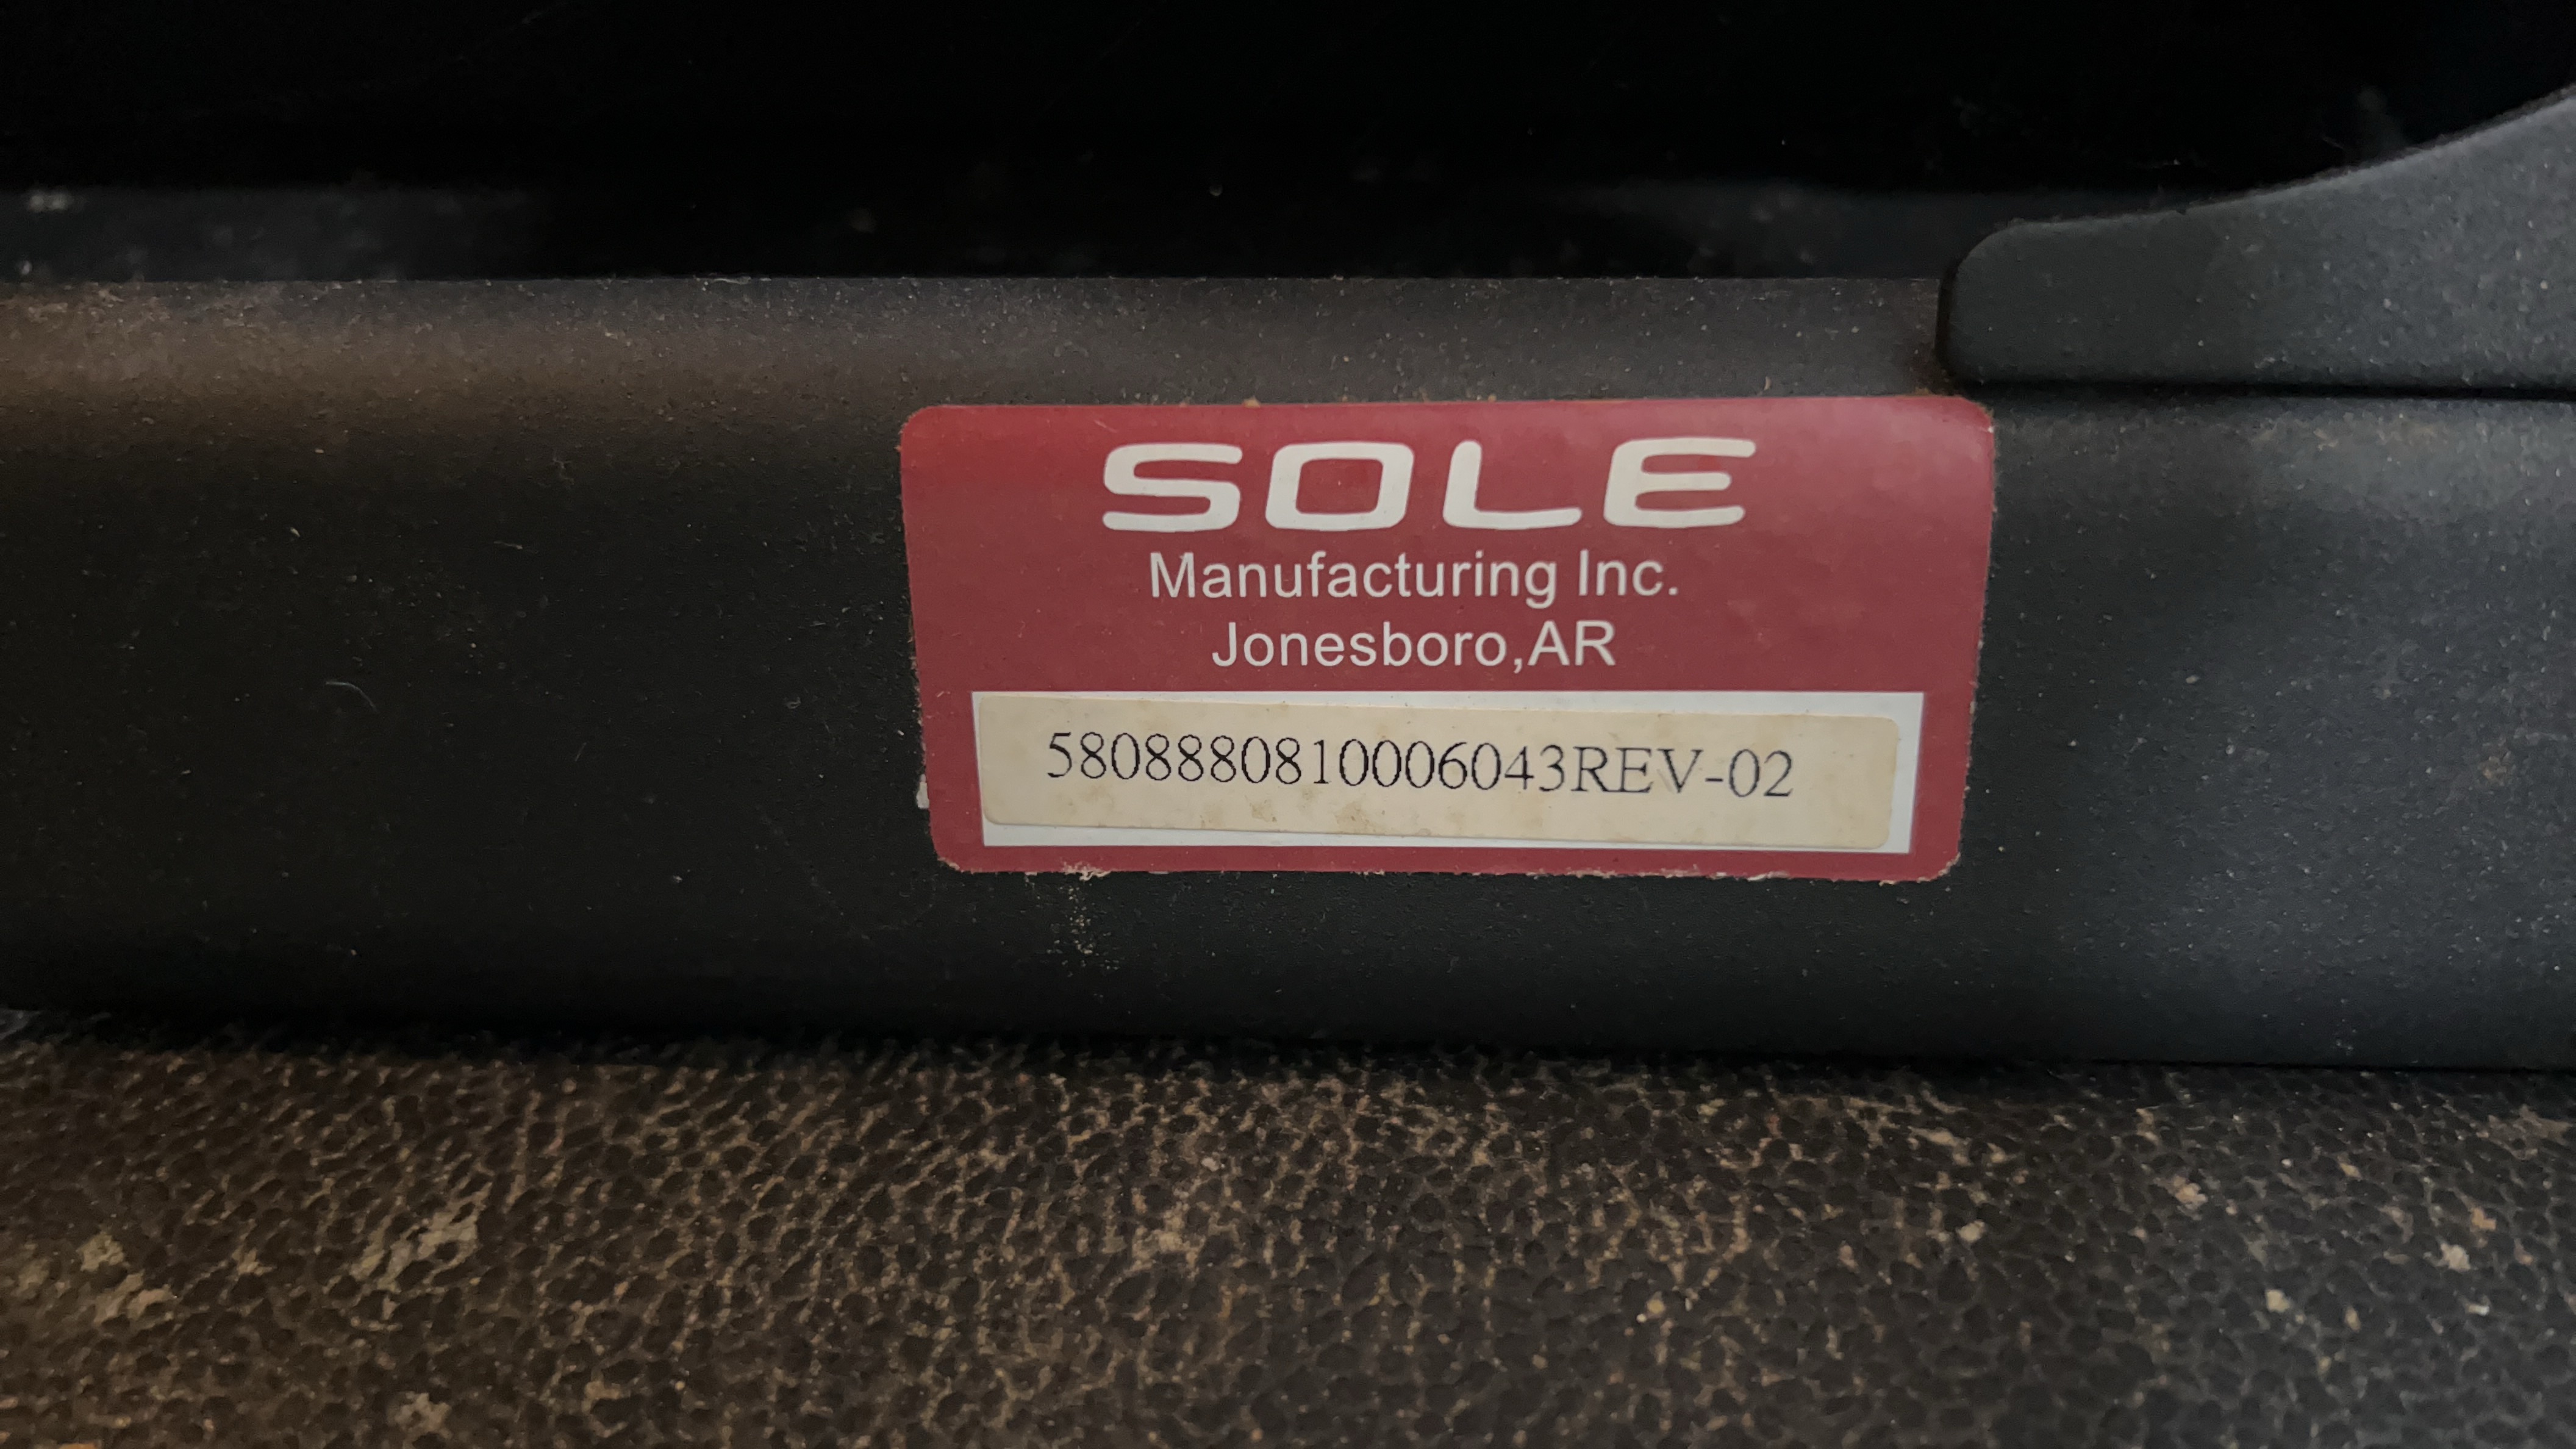 SOLE
Manufacturing Inc.
Jonesboro,AR
5808880810006043REV-02